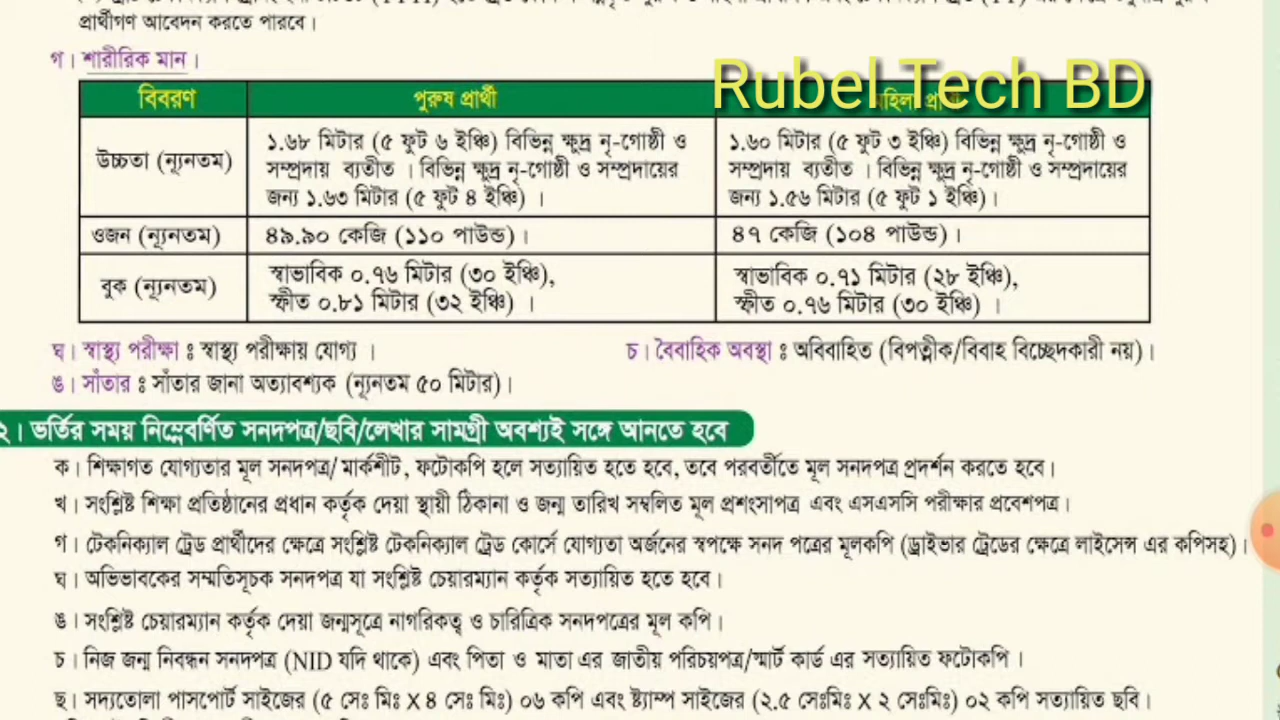 প্রার্থীগণ আবেদন করতে পারবে।
গ। শারীরিক মান।
Rubel Tech BD
বিবরণ পুরুষ প্রার্থী
উচ্চতা (ন্যূনতম) ১.৬৮ মিটার (৫ ফুট ৬ ইঞ্চি) বিভিন্ন ক্ষুদ্র নৃ-গোষ্ঠী ও ১.৬০ মিটার (৫ ফুট ৩ ইঞ্চি) বিভিন্ন ক্ষুদ্র নৃ-গোষ্ঠী ও
সম্প্রদায় ব্যতীত । বিভিন্ন ক্ষুদ্র নৃ-গোষ্ঠী ও সম্প্রদায়ের সম্প্রদায় ব্যতীত । বিভিন্ন ক্ষুদ্র নৃ-গোষ্ঠী ও সম্প্রদায়ের
জন্য ১.৬৩ মিটার (৫ ফুট ৪ ইঞ্চি) । জন্য ১.৫৬ মিটার (৫ ফুট ১ ইঞ্চি)।
ওজন (ন্যূনতম) ৪৯.৯০ কেজি (১১০ পাউন্ড)। ৪৭ কেজি (১০৪ পাউন্ড)।
বুক (ন্যূনতম) স্বাভাবিক ০.৭৬ মিটার (৩০ ইঞ্চি), স্বাভাবিক ০.৭১ মিটার (২৮ ইঞ্চি),
স্ফীত ০.৮১ মিটার (৩২ ইঞ্চি) । স্ফীত ০.৭৬ মিটার (৩০ ইঞ্চি) ।
ঘ। স্বাস্থ্য পরীক্ষা ঃ স্বাস্থ্য পরীক্ষায় যোগ্য । চ। বৈবাহিক অবস্থা ঃ অবিবাহিত (বিপত্নীক/বিবাহ বিচ্ছেদকারী নয়)।
ঙ। সাঁতার ঃ সাঁতার জানা অত্যাবশ্যক (ন্যূনতম ৫০ মিটার)।
২। ভর্তির সময় নিম্নেবর্ণিত সনদপত্র/ছবি/লেখার সামগ্রী অবশ্যই সঙ্গে আনতে হবে
ক। শিক্ষাগত যোগ্যতার মূল সনদপত্র/ মার্কশীট, ফটোকপি হলে সত্যায়িত হতে হবে, তবে পরবর্তীতে মূল সনদপত্র প্রদর্শন করতে হবে।
খ। সংশ্লিষ্ট শিক্ষা প্রতিষ্ঠানের প্রধান কর্তৃক দেয়া স্থায়ী ঠিকানা ও জন্ম তারিখ সম্বলিত মূল প্রশংসাপত্র এবং এসএসসি পরীক্ষার প্রবেশপত্র।
গ। টেকনিক্যাল ট্রেড প্রার্থীদের ক্ষেত্রে সংশ্লিষ্ট টেকনিক্যাল ট্রেড কোর্সে যোগ্যতা অর্জনের স্বপক্ষে সনদ পত্রের মূলকপি (ড্রাইভার ট্রেডের ক্ষেত্রে লাইসেন্স এর কপিসহ)।
ঘ। অভিভাবকের সম্মতিসূচক সনদপত্র যা সংশ্লিষ্ট চেয়ারম্যান কর্তৃক সত্যায়িত হতে হবে।
ঙ। সংশ্লিষ্ট চেয়ারম্যান কর্তৃক দেয়া জন্মসূত্রে নাগরিকত্ব ও চারিত্রিক সনদপত্রের মূল কপি।
চ। নিজ জন্ম নিবন্ধন সনদপত্র (NID যদি থাকে) এবং পিতা ও মাতা এর জাতীয় পরিচয়পত্র/স্মার্ট কার্ড এর সত্যায়িত ফটোকপি ।
ছ। সদ্যতোলা পাসপোর্ট সাইজের (৫ সেঃ মিঃ X ৪ সেঃ মিঃ) ০৬ কপি এবং ষ্ট্যাম্প সাইজের (২.৫ সেঃমিঃ X ২ সেঃমিঃ) ০২ কপি সত্যায়িত ছবি।